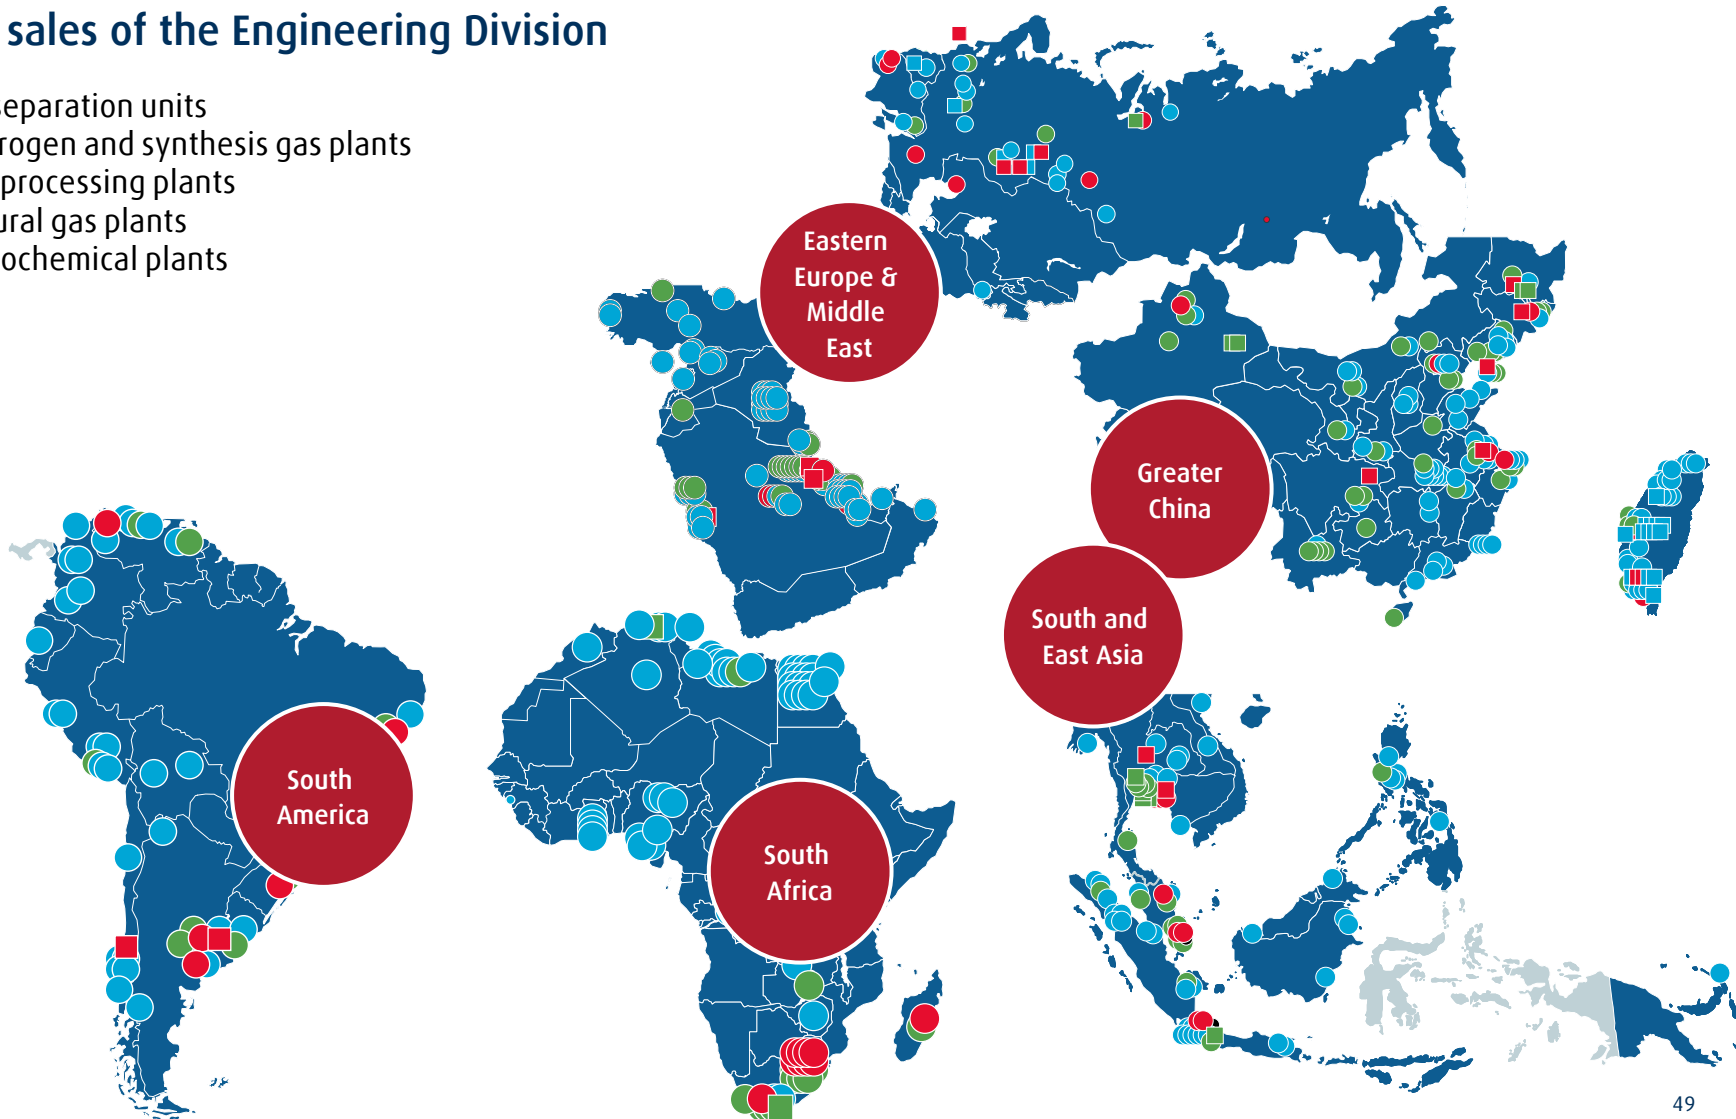 sales of the Engineering Division
separation units
rogen and synthesis gas plants
processing plants
ural gas plants
ochemical plants
Eastern
Europe &
Middle
East
Greater
China
South and
East Asia
South
America
South
Africa
49